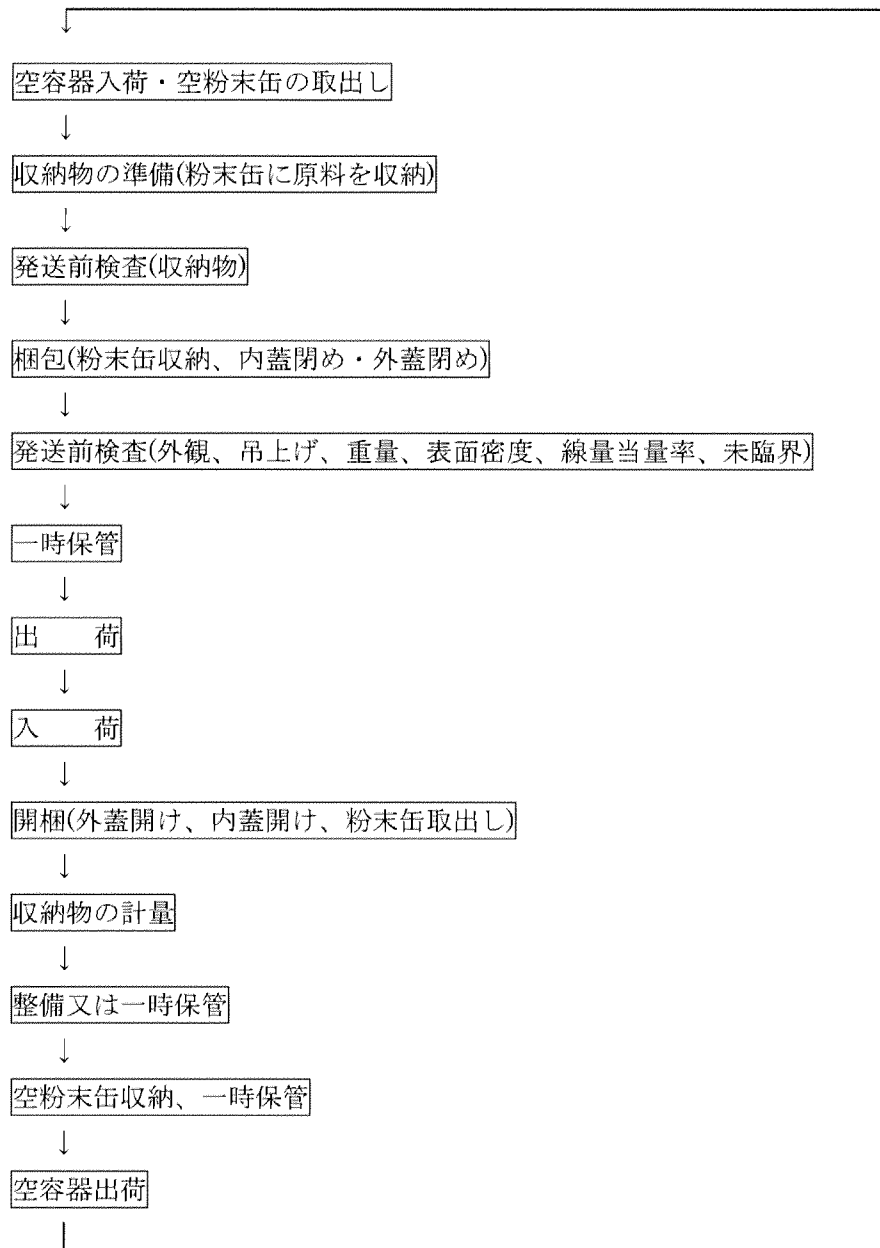 ↓
空容器入荷・空粉末缶の取出し
↓
収納物の準備(粉末缶に原料を収納)
↓
発送前検査(収納物)
↓
梱包(粉末缶収納、内蓋閉め・外蓋閉め)
↓
発送前検査(外観、吊上げ、重量、表面密度、線量当量率、未臨界)
↓
一時保管
↓
出　　荷
↓
入　　荷
↓
開梱(外蓋開け、内蓋開け、粉末缶取出し)
↓
収納物の計量
↓
整備又は一時保管
↓
空粉末缶収納、一時保管
↓
空容器出荷